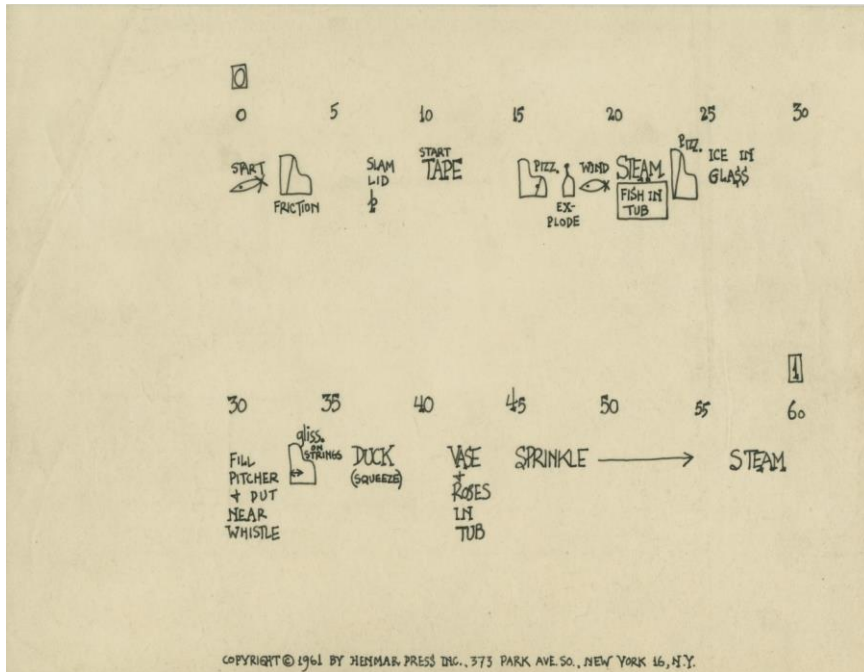 0
0 5 10 15 20 25 30
START
FRICTION
SLAM
LID
START
TAPE
PIZZ.
EX-
PLODE
WIND
STEAM
FISH IN
TUB
PIZZ.
ICE IN
GLASS
1
30 35 40 45 50 55 60
FILL
PITCHER
+ PUT
NEAR
WHISTLE
gliss.
ON
STRINGS
DUCK
(SQUEEZE)
VASE
+
ROSES
IN
TUB
SPRINKLE
STEAM
COPYRIGHT © 1961 BY HENMAR PRESS INC., 373 PARK AVE. SO., NEW YORK 16, N.Y.